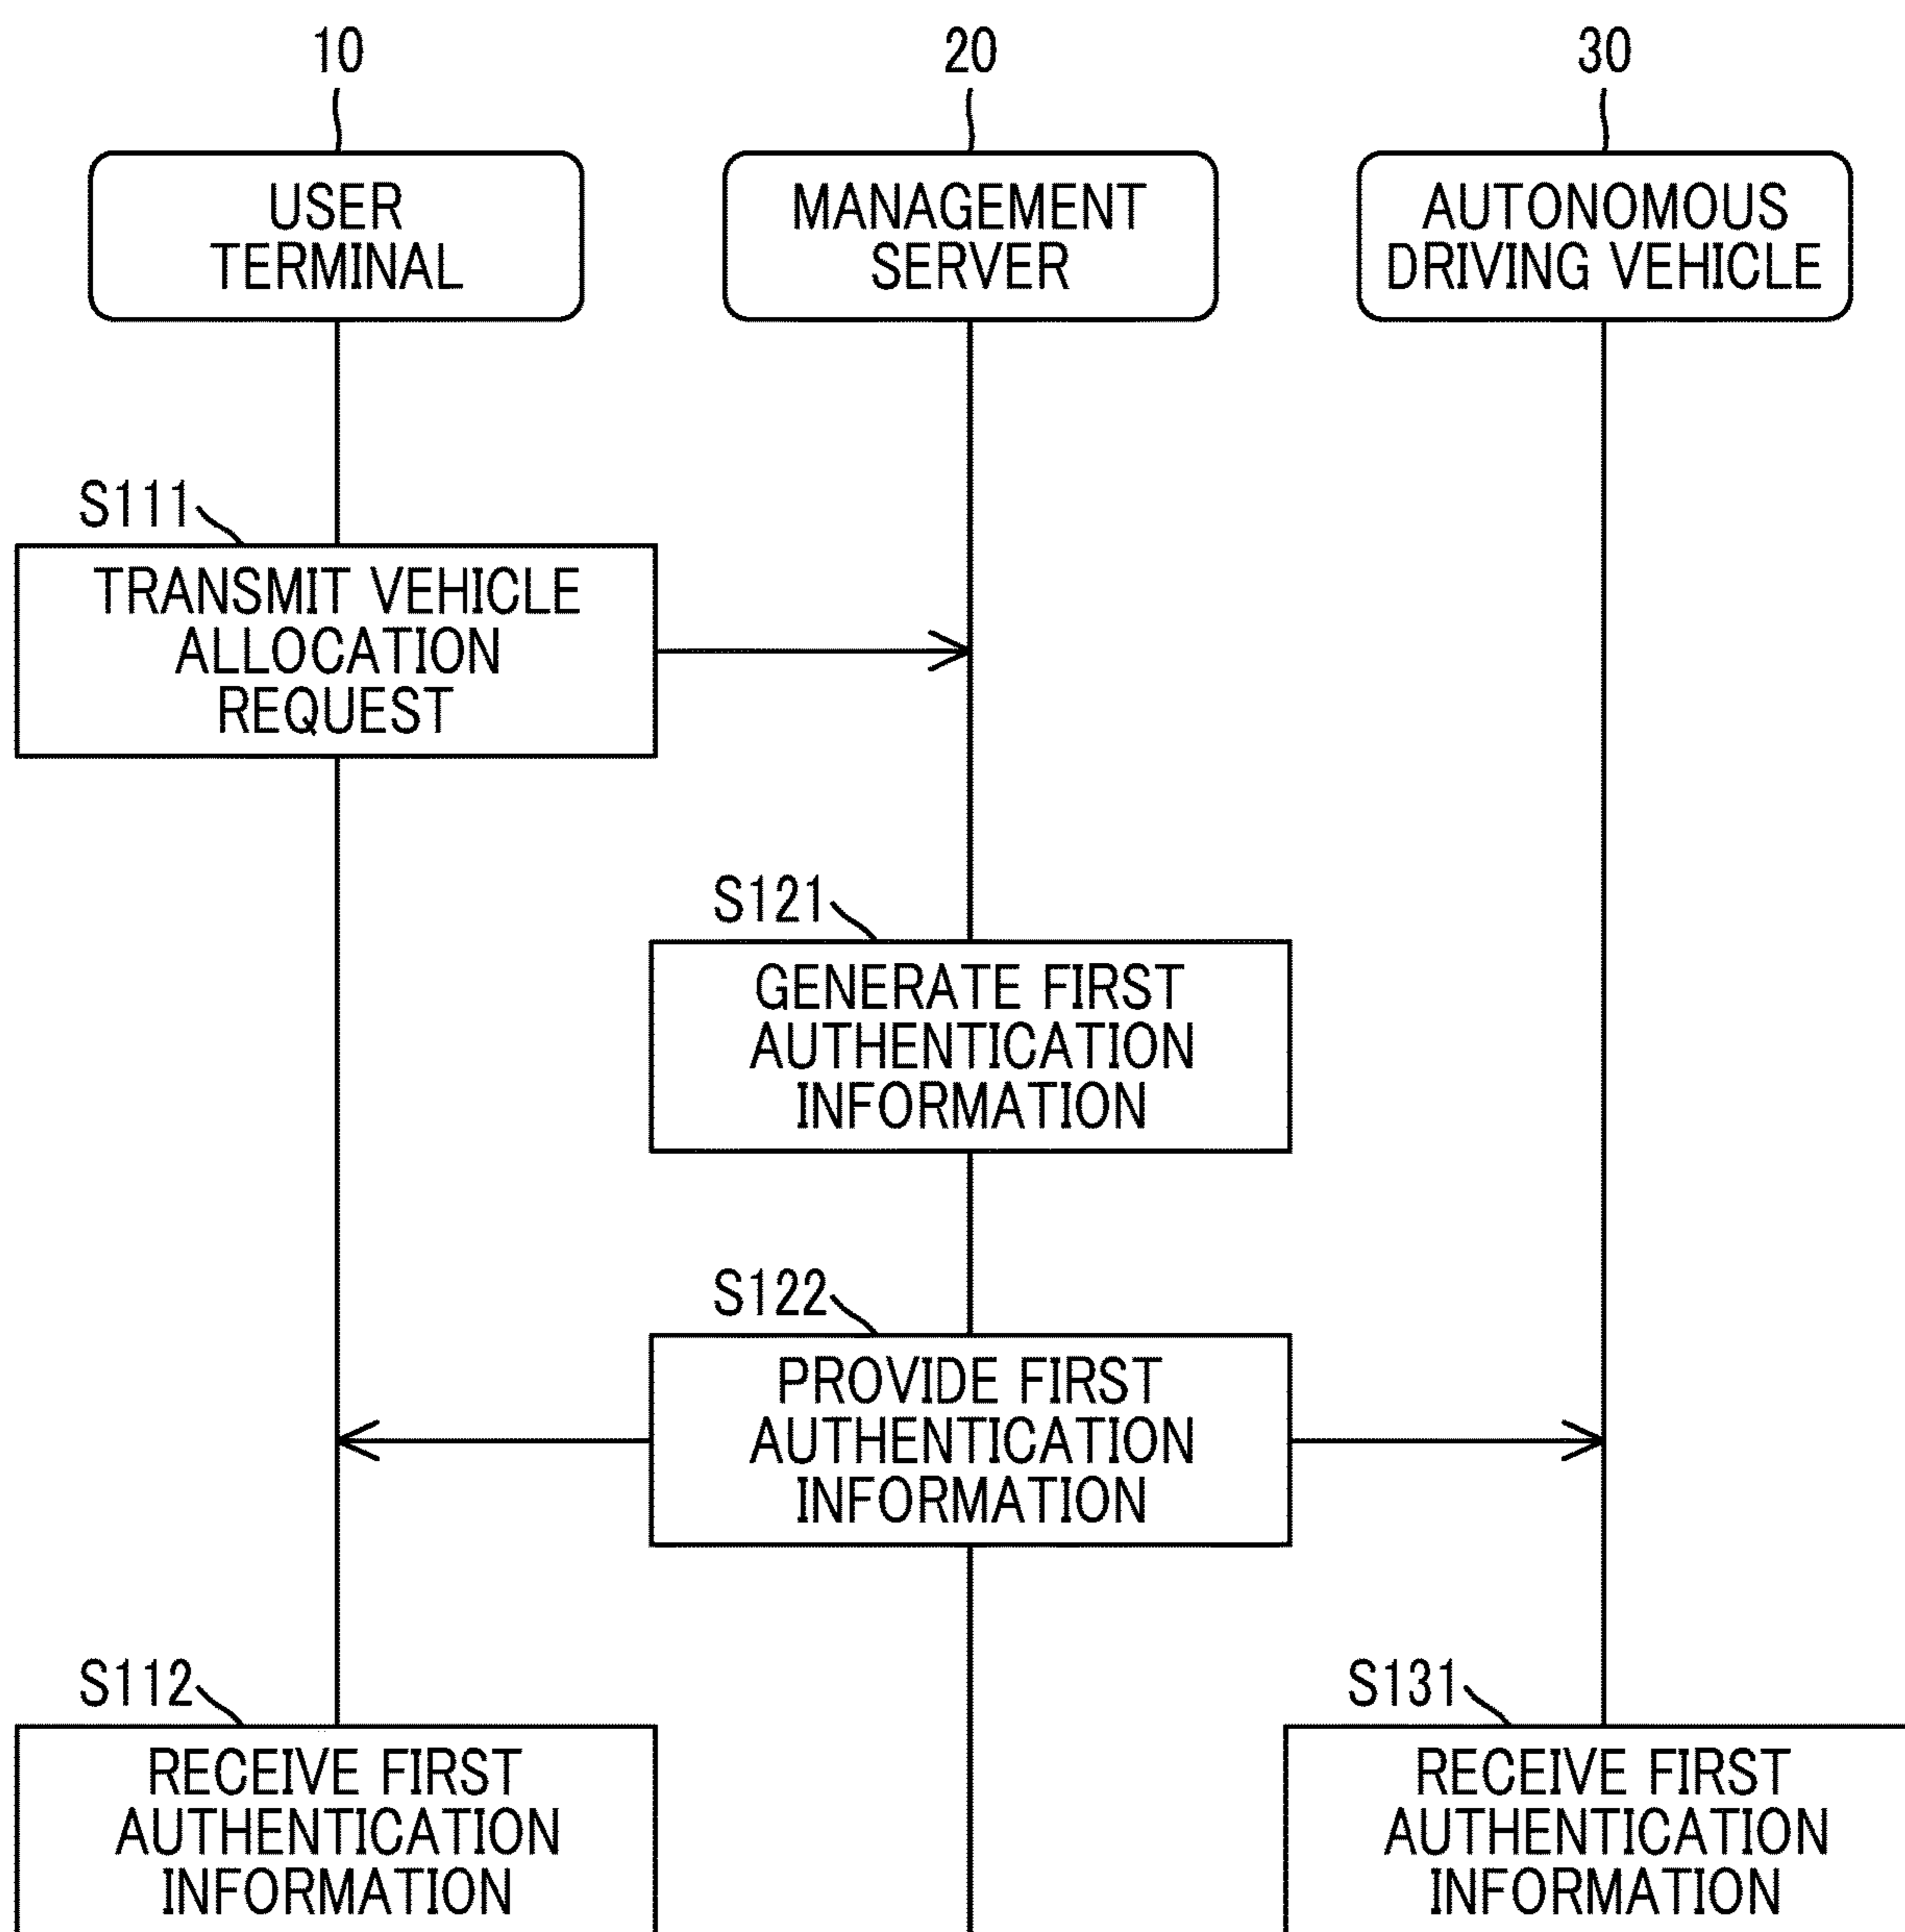 10
20
30
USER
TERMINAL
MANAGEMENT
SERVER
AUTONOMOUS
DRIVING VEHICLE
S111
TRANSMIT VEHICLE
ALLOCATION
REQUEST
S121
GENERATE FIRST
AUTHENTICATION
INFORMATION
S122
PROVIDE FIRST
AUTHENTICATION
INFORMATION
S112
RECEIVE FIRST
AUTHENTICATION
INFORMATION
S131
RECEIVE FIRST
AUTHENTICATION
INFORMATION